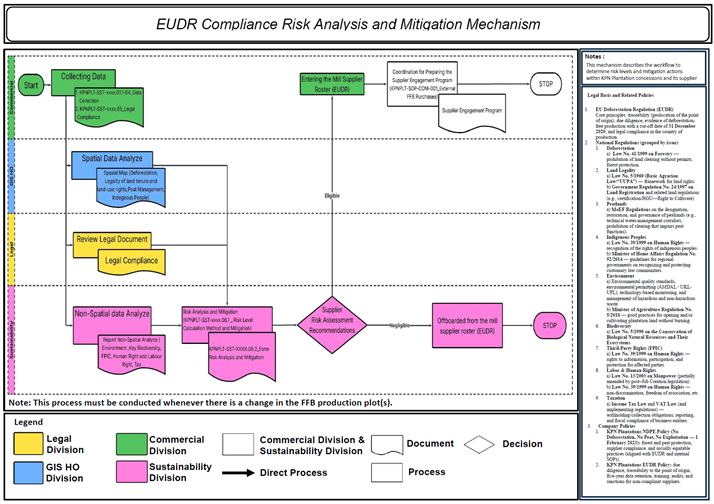 EUDR Compliance Risk Analysis and Mitigation Mechanism
Commercial
Start
Collecting Data
1. KPNPLT-SST-xxxx.01.1-04_Data
Collection
2. KPNPLT-SST-xxxx.05_Legal
Compliance
Entering the Mill Supplier
Roster (EUDR)
Coordination for Preparing the
Supplier Engagement Program
(KPNPLT-SOP-COM-001_External
FFB Purchases)
Supplier Engagement Program
STOP
GIS HO
Spatial Data Analyze
Spatial Map (Deforestation,
Legality of land tenure and
land-use rights,Peat Management,
Indegenous People)
Eligible
Legal
Review Legal Document
Legal Compliance
Sustainability
Non-Spatial data Analyze
Report Non-Spatial Analyze (
Environment ,Key Biodiversity,
FPIC, Human Right and Labour
Right, Tax
Risk Analysis and Mitigation
Calculation Method and Mitigation)
Risk Analysis and Mitigation
Supplier
Risk Assessment
Recommendations
Negligible
Offboarded from the mill
supplier roster (EUDR)
STOP
Note: This process must be conducted whenever there is a change in the FFB production plot(s).
Legend
Legal
Division
Commercial
Division
Commercial Division &
Sustainability Division
Document
Decision
GIS HO
Division
Sustainability
Division
Direct Process
Process
Notes :
This mechanism describes the workflow to
determine risk levels and mitigation actions
within KPN Plantation concessions and its supplier
Legal Basis and Related Policies:
1. EU Deforestation Regulation (EUDR)
Core principles: traceability (geolocation of the point
of origin), due diligence, evidence of deforestation-
free production with a cut-off date of 31 December
2020, and legal compliance in the country of
production.
2. National Regulations (grouped by issue)
1. Deforestation
a) Law No. 41/1999 on Forestry —
prohibition of land clearing without permits;
forest protection.
2. Land Legality
a) Law No. 5/1960 (Basic Agrarian
Law/"UUPA") — framework for land rights
b) Government Regulation No. 24/1997 on
Land Registration and related land regulations
(e.g., certification/HGU—Right to Cultivate).
3. Peatlands
a) MoEF Regulations on the designation,
restoration, and governance of peatlands (e.g.,
technical water-management corridors;
prohibition of clearing that impairs peat
functions).
4. Indigenous Peoples
a) Law No. 39/1999 on Human Rights —
recognition of the rights of indigenous peoples.
b) Minister of Home Affairs Regulation No.
52/2014 — guidelines for regional
governments on recognizing and protecting
customary law communities.
5. Environment
a) Environmental quality standards,
environmental permitting (AMDAL / UKL-
UPL), technology-based monitoring, and
management of hazardous and non-hazardous
waste.
b) Minister of Agriculture Regulation No.
5/2018 — good practices for opening and/or
cultivating plantation land without burning.
6. Biodiversity
a) Law No. 5/1990 on the Conservation of
Biological Natural Resources and Their
Ecosystems.
7. Third-Party Rights (FPIC)
a) Law No. 39/1999 on Human Rights —
rights to information, participation, and
protection for affected parties.
8. Labor & Human Rights
a) Law No. 13/2003 on Manpower (partially
amended by post-Job Creation legislation).
b) Law No. 39/1999 on Human Rights —
non-discrimination, freedom of association, etc.
9. Taxation
a) Income Tax Law and VAT Law (and
implementing regulations) —
withholding/collection obligations, reporting,
and fiscal compliance of business entities.
3. Company Policies
1. KPN Plantations NDPE Policy (No
Deforestation, No Peat, No Exploitation — 1
February 2023): forest and peat protection,
supply compliance, and socially equitable
practices (aligned with EUDR and internal
SOPs).
2. KPN Plantations EUDR Policy: due
diligence, traceability to the point of origin,
five-year data retention, training, audits, and
sanctions for non-compliant suppliers.